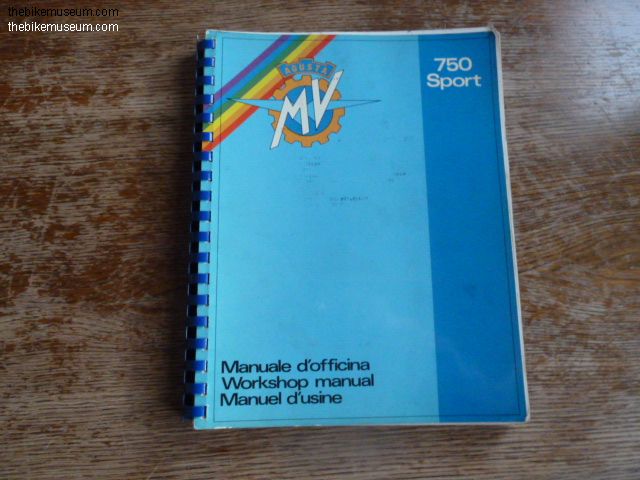 thebikemuseum.com
thebikemuseum.com
750
Sport
AGUSTA
MV
Manuale d'officina
Workshop manual
Manuel d'usine